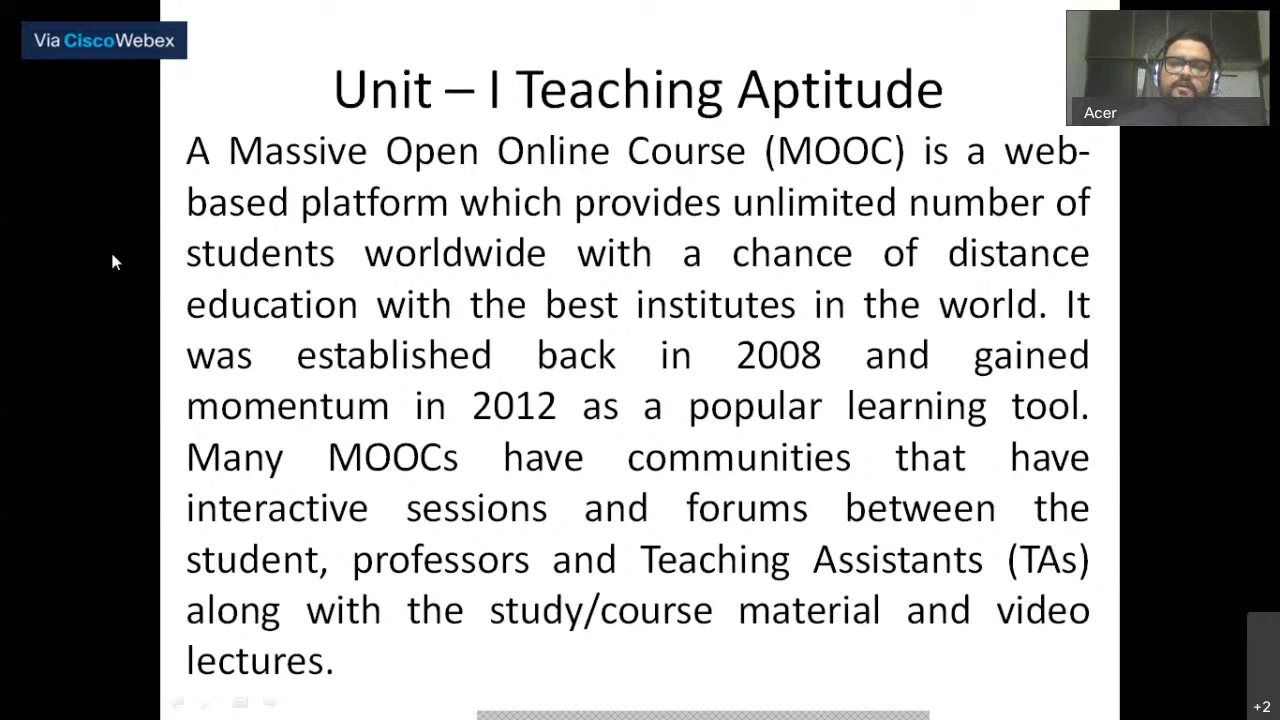 Via CiscoWebex
Unit – I Teaching Aptitude
Acer
A Massive Open Online Course (MOOC) is a web-
based platform which provides unlimited number of
students worldwide with a chance of distance
education with the best institutes in the world. It
was established back in 2008 and gained
momentum in 2012 as a popular learning tool.
Many MOOCs have communities that have
interactive sessions and forums between the
student, professors and Teaching Assistants (TAs)
along with the study/course material and video
lectures.
+2